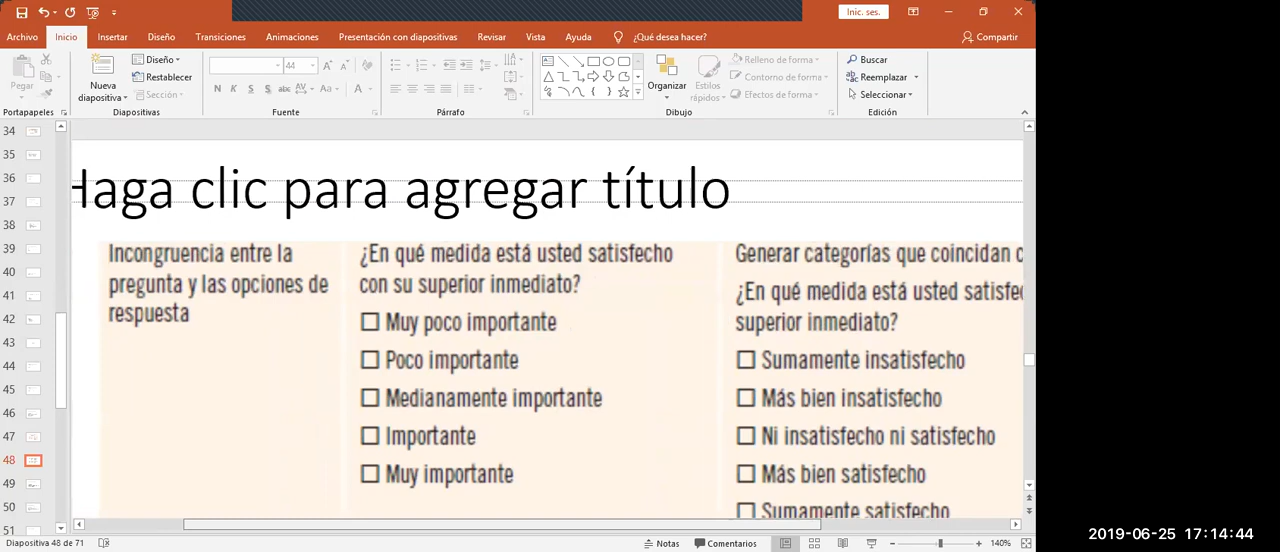 Inic. ses.
Archivo Inicio Insertar Diseño Transiciones Animaciones Presentación con diapositivas Revisar Vista Ayuda ¿Qué desea hacer? Compartir
Pegar
Nueva diapositiva
Diseño
Restablecer
Sección
44
N K S S abc AV Aa A
Organizar
Estilos rápidos
Relleno de forma
Contorno de forma
Efectos de forma
Buscar
Reemplazar
Seleccionar
Portapapeles Diapositivas Fuente Párrafo Dibujo Edición
34
35
36
37
38
39
40
41
42
43
44
45
46
47
48
49
50
51
Haga clic para agregar título
Incongruencia entre la
pregunta y las opciones de
respuesta
¿En qué medida está usted satisfecho
con su superior inmediato?
Muy poco importante
Poco importante
Medianamente importante
Importante
Muy importante
Generar categorías que coincidan
¿En qué medida está usted
superior inmediato?
Sumamente insatisfecho
Más bien insatisfecho
Ni insatisfecho ni satisfecho
Más bien satisfecho
Sumamente satisfecho
Diapositiva 48 de 71 Notas Comentarios 140%
2019-06-25 17:14:44